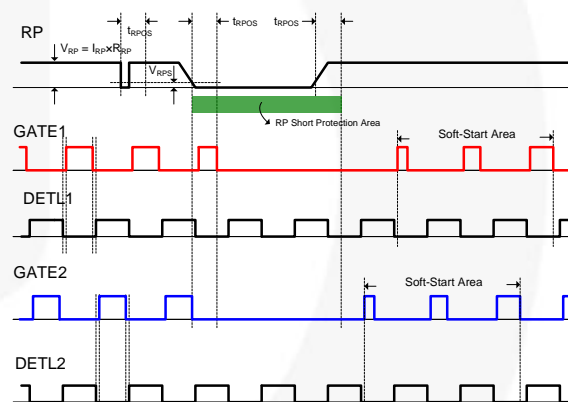 RP
tRPOS
tRPOS
tRPOS
VRP = IRP×RRP
VRPS
RP Short Protection Area
GATE1
Soft-Start Area
DETL1
GATE2
Soft-Start Area
DETL2